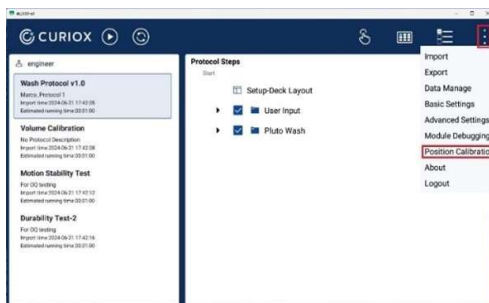 CURIOX
engineer
Wash Protocol v1.0
Import time 2024-06-21 17:42:05
Estimated running time 00:01:00
Volume Calibration
No Protocol Description
Import time 2024-06-21 17:42:08
Estimated running time 00:01:00
Motion Stability Test
For OQ testing
Import time 2024-06-21 17:42:12
Estimated running time 00:01:00
Durability Test-2
For OQ testing
Import time 2024-06-21 17:42:16
Estimated running time 00:01:00
Protocol Steps
Start
Setup-Deck Layout
User Input
Pluto Wash
Import
Export
Data Manage
Basic Settings
Advanced Settings
Module Debugging
Position Calibratio
About
Logout